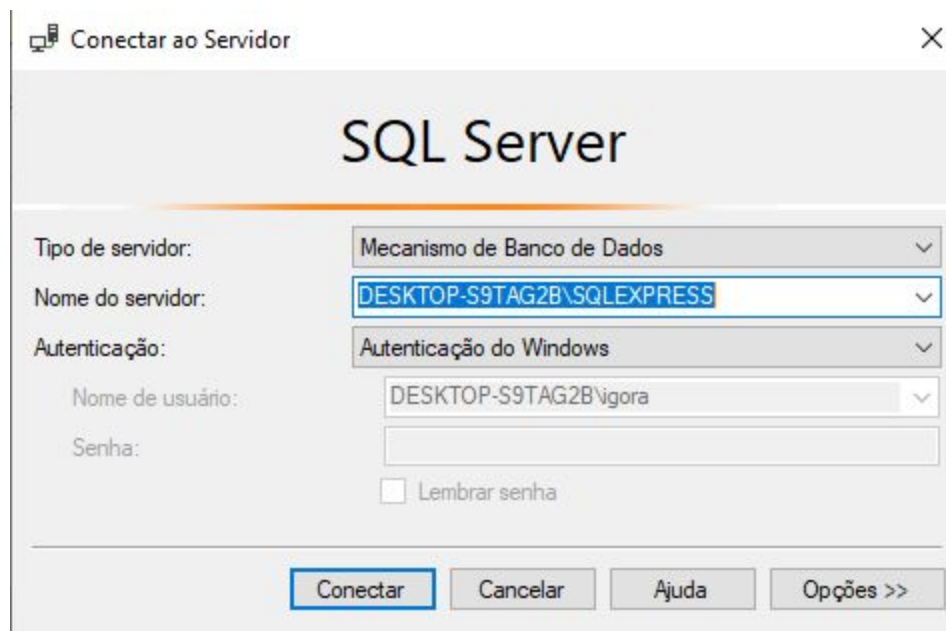 Conectar ao Servidor
SQL Server
Tipo de servidor: Mecanismo de Banco de Dados
Nome do servidor: DESKTOP-S9TAG2B\SQLEXPRESS
Autenticação: Autenticação do Windows
Nome de usuário: DESKTOP-S9TAG2B\igora
Senha:
Lembrar senha
Conectar Cancelar Ajuda Opções >>